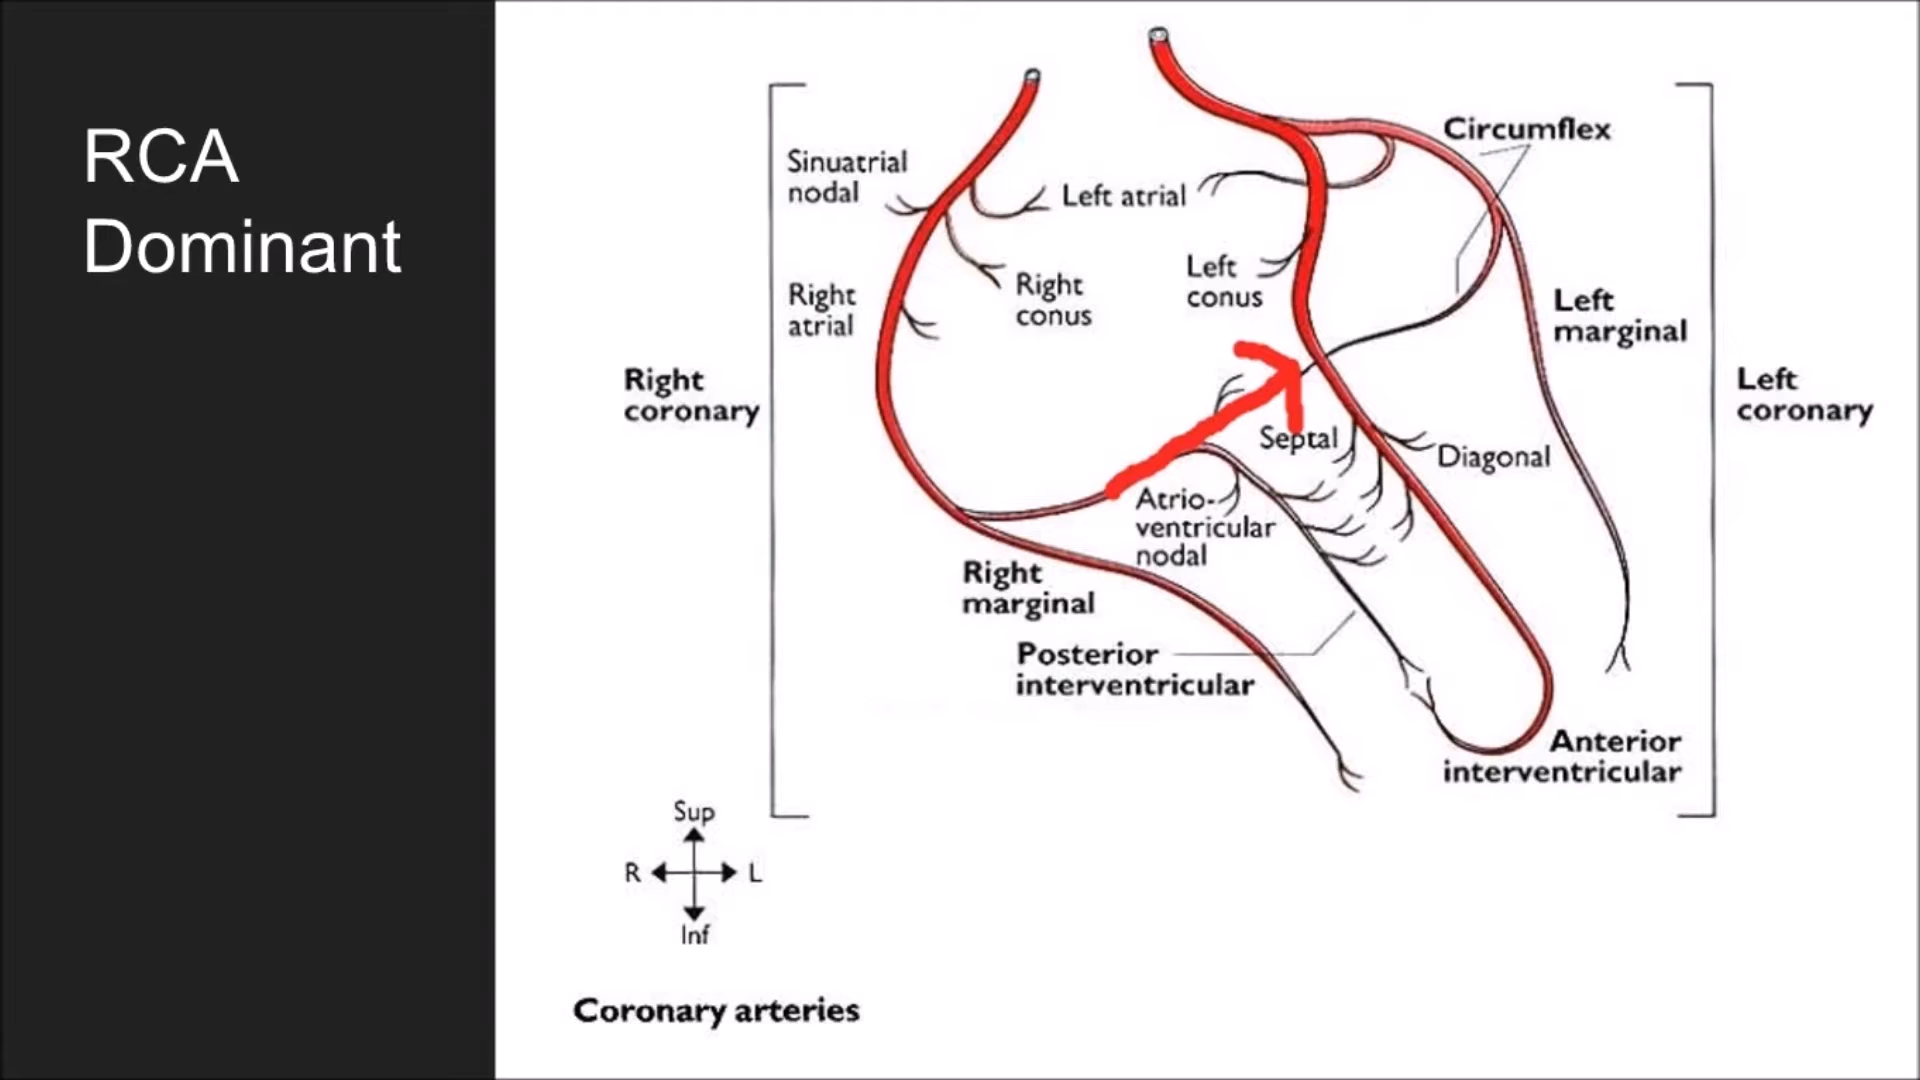 RCA
Dominant
Circumflex
Sinuatrial
nodal
Left atrial
Left
conus
Right
conus
Right
atrial
Left
marginal
Right
coronary
Left
coronary
Septal
Diagonal
Atrio-
ventricular
nodal
Right
marginal
Posterior
interventricular
Anterior
interventricular
Sup
R
L
Inf
Coronary arteries